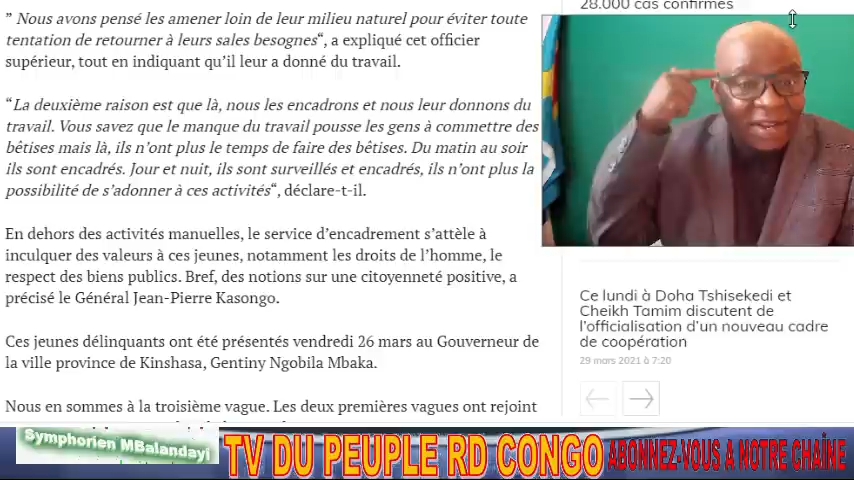 ” Nous avons pensé les amener loin de leur milieu naturel pour éviter toute
tentation de retourner à leurs sales besognes“, a expliqué cet officier
supérieur, tout en indiquant qu’il leur a donné du travail.
“La deuxième raison est que là, nous les encadrons et nous leur donnons du
travail. Vous savez que le manque du travail pousse les gens à commettre des
bêtises mais là, ils n’ont plus le temps de faire des bêtises. Du matin au soir
ils sont encadrés. Jour et nuit, ils sont surveillés et encadrés, ils n’ont plus la
possibilité de s’adonner à ces activités“, déclare-t-il.
En dehors des activités manuelles, le service d’encadrement s’attèle à
inculquer des valeurs à ces jeunes, notamment les droits de l’homme, le
respect des biens publics. Bref, des notions sur une citoyenneté positive, a
précisé le Général Jean-Pierre Kasongo.
Ces jeunes délinquants ont été présentés vendredi 26 mars au Gouverneur de
la ville province de Kinshasa, Gentiny Ngobila Mbaka.
Nous en sommes à la troisième vague. Les deux premières vagues ont rejoint
28.000 cas confirmés
Ce lundi à Doha Tshisekedi et
Cheikh Tamim discutent de
l’officialisation d’un nouveau cadre
de coopération
29 mars 2021 à 7:20
Symphorien MBalandayi
TV DU PEUPLE RD CONGO
ABONNEZ-VOUS A NOTRE CHAÎNE